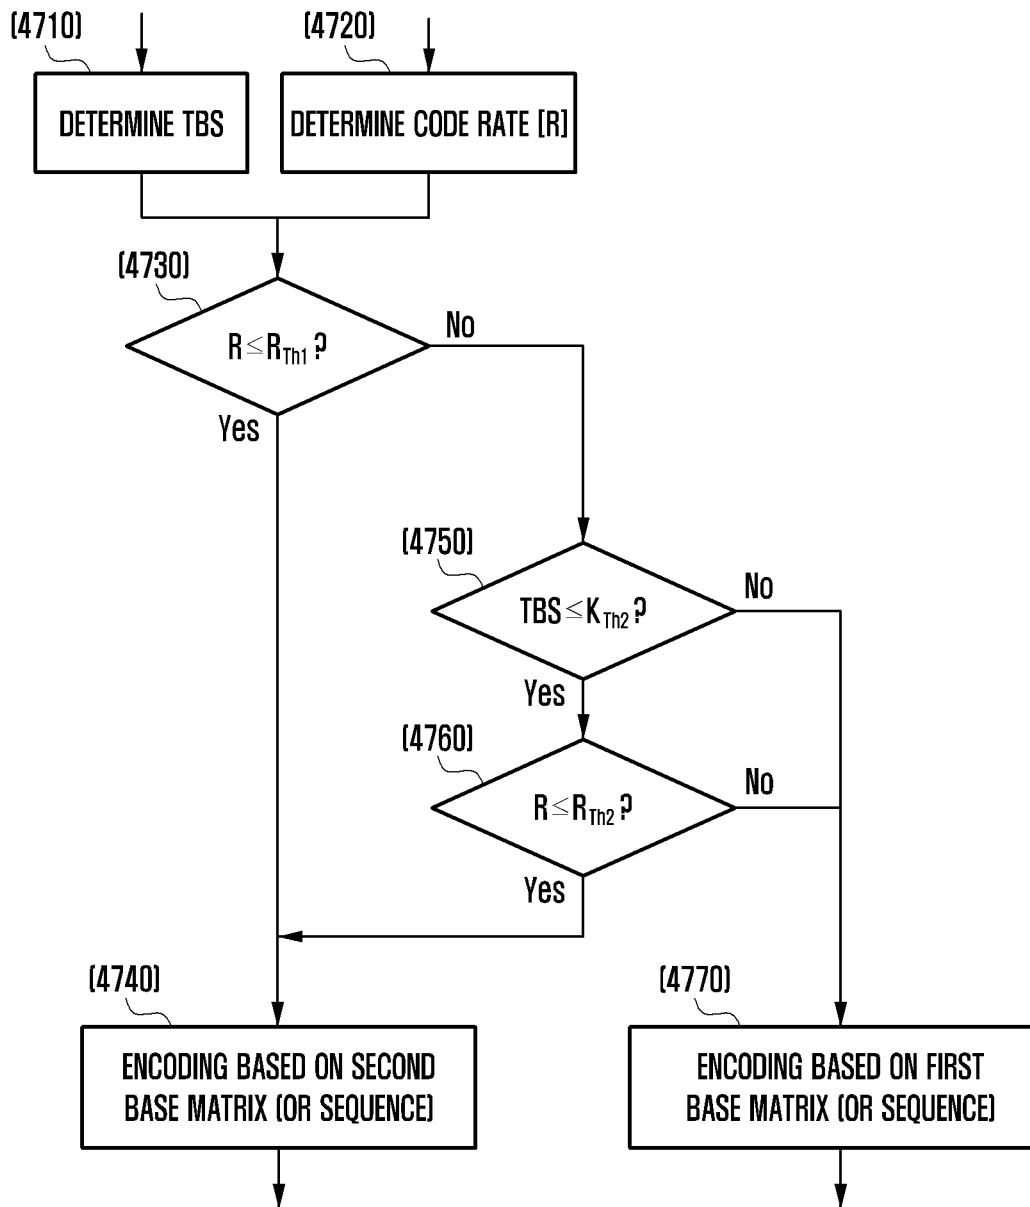 (4710)
DETERMINE TBS
(4720)
DETERMINE CODE RATE [R]
(4730)
R≤R_Th1 ?
No
Yes
(4750)
TBS≤K_Th2 ?
No
Yes
(4760)
R≤R_Th2 ?
No
Yes
(4740)
ENCODING BASED ON SECOND
BASE MATRIX (OR SEQUENCE)
(4770)
ENCODING BASED ON FIRST
BASE MATRIX (OR SEQUENCE)